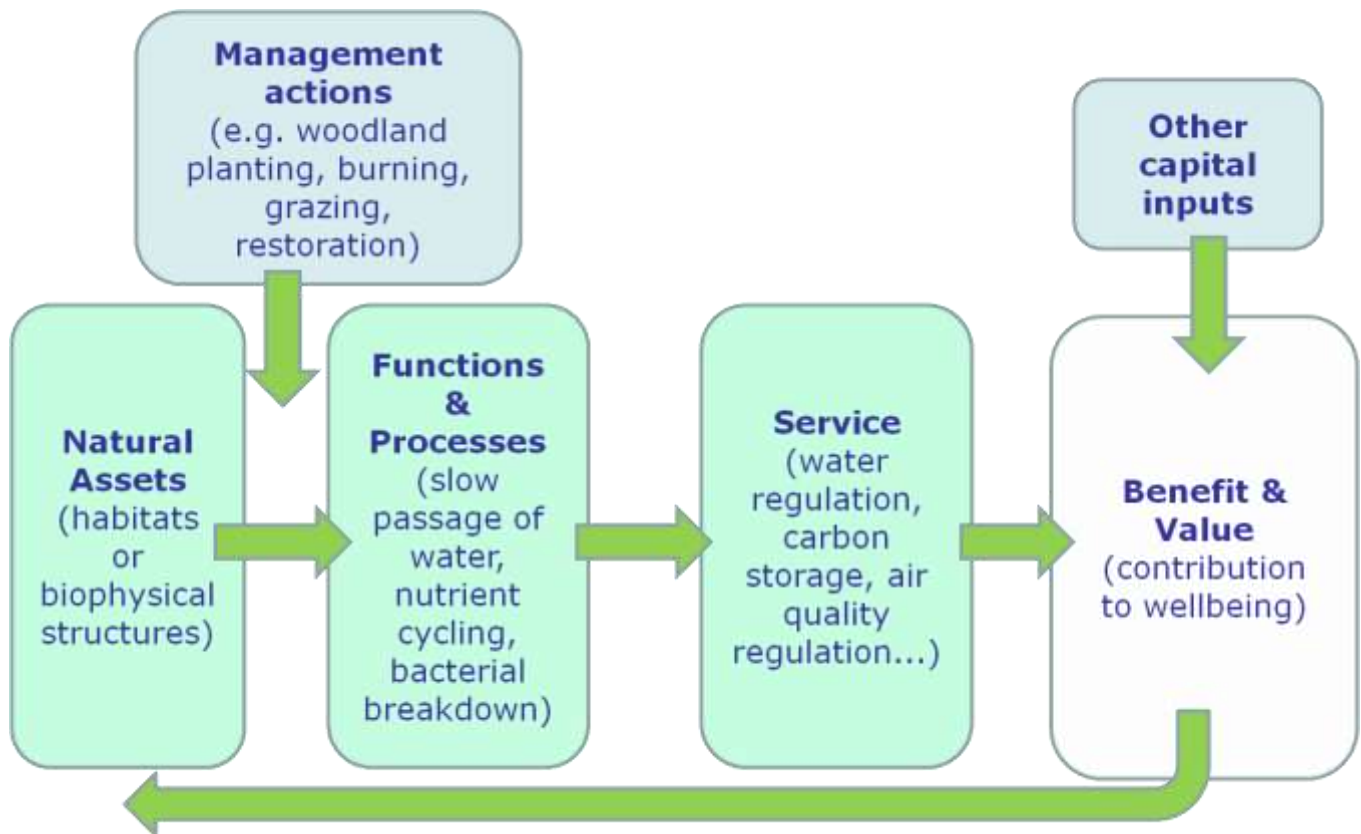 Management
actions
(e.g. woodland
planting, burning,
grazing,
restoration)
Other
capital
inputs
Natural
Assets
(habitats
or
biophysical
structures)
Functions
&
Processes
(slow
passage of
water,
nutrient
cycling,
bacterial
breakdown)
Service
(water
regulation,
carbon
storage, air
quality
regulation...)
Benefit &
Value
(contribution
to wellbeing)